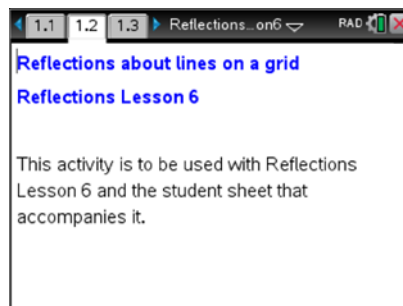 1.1 1.2 1.3 Reflections...on6 RAD
Reflections about lines on a grid
Reflections Lesson 6
This activity is to be used with Reflections
Lesson 6 and the student sheet that
accompanies it.